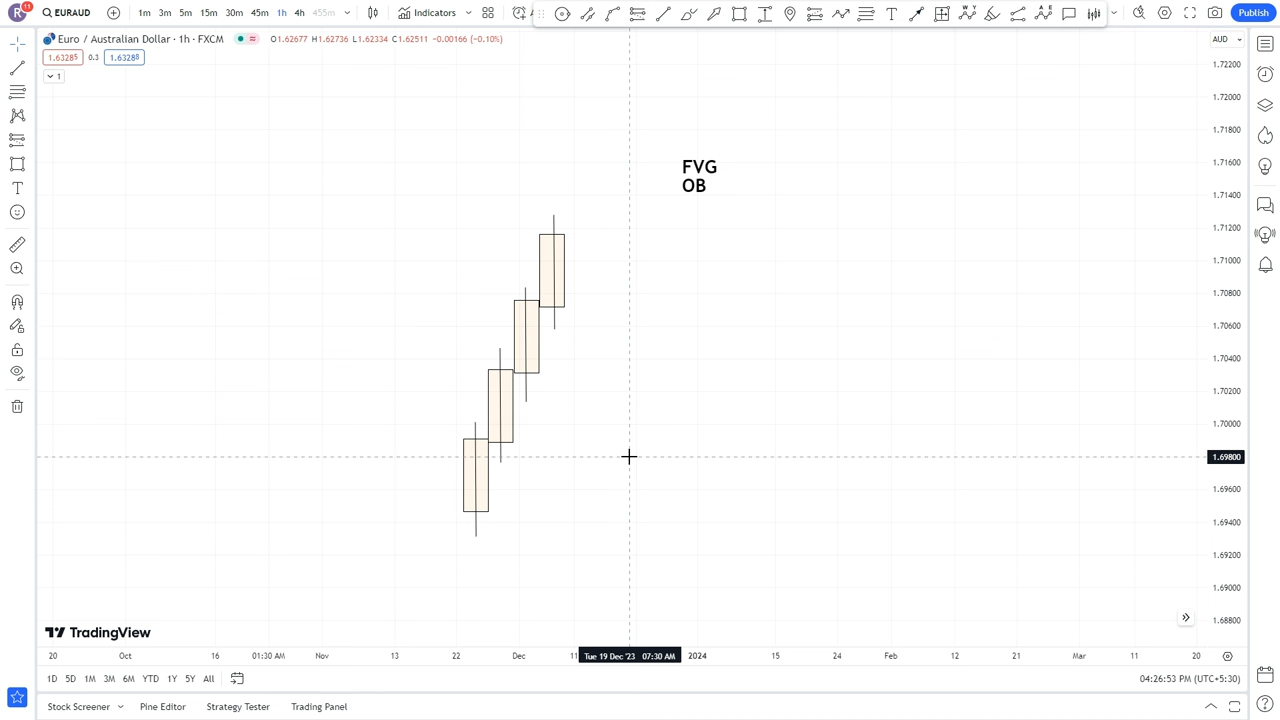 R 11 EURAUD 1m 3m 5m 15m 30m 45m 1h 4h 455m Indicators Publish
Euro / Australian Dollar · 1h · FXCM O1.62677 H1.62736 L1.62334 C1.62511 −0.00166 (−0.10%) AUD
1.63285 0.3 1.63288
1
1.72200
1.72000
1.71800
FVG
OB
1.71600
1.71400
1.71200
1.71000
1.70800
1.70600
1.70400
1.70200
1.70000
1.69800
1.69600
1.69400
1.69200
1.69000
1.68800
TradingView
20 Oct 16 01:30 AM Nov 13 22 Dec 11 Tue 19 Dec '23 07:30 AM 2024 15 24 Feb 12 21 Mar 11 20
1D 5D 1M 3M 6M YTD 1Y 5Y All 04:26:53 PM (UTC+5:30)
Stock Screener Pine Editor Strategy Tester Trading Panel